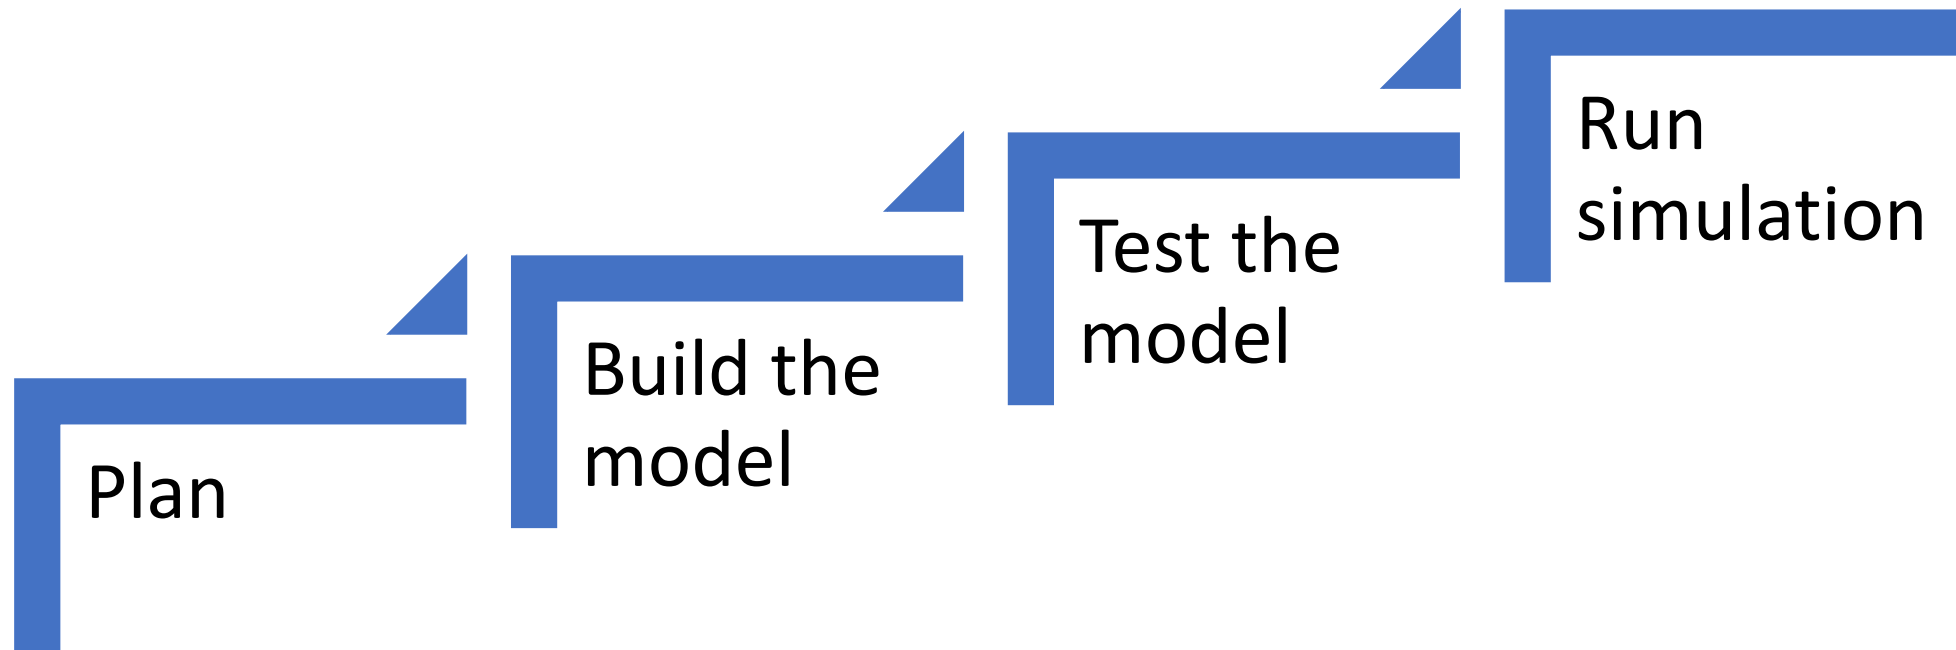 Plan
Build the
model
Test the
model
Run
simulation